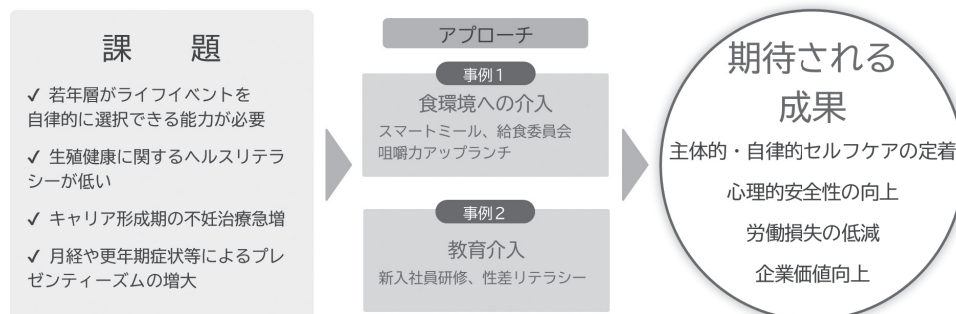 課 題
✓ 若年層がライフイベントを
自律的に選択できる能力が必要
✓ 生殖健康に関するヘルスリテラ
シーが低い
✓ キャリア形成期の不妊治療急増
✓ 月経や更年期症状等によるプレ
ゼンティーズムの増大
アプローチ
事例1
食環境への介入
スマートミール、給食委員会
咀嚼力アップランチ
事例2
教育介入
新入社員研修、性差リテラシー
期待される
成果
主体的・自律的セルフケアの定着
心理的安全性の向上
労働損失の低減
企業価値向上